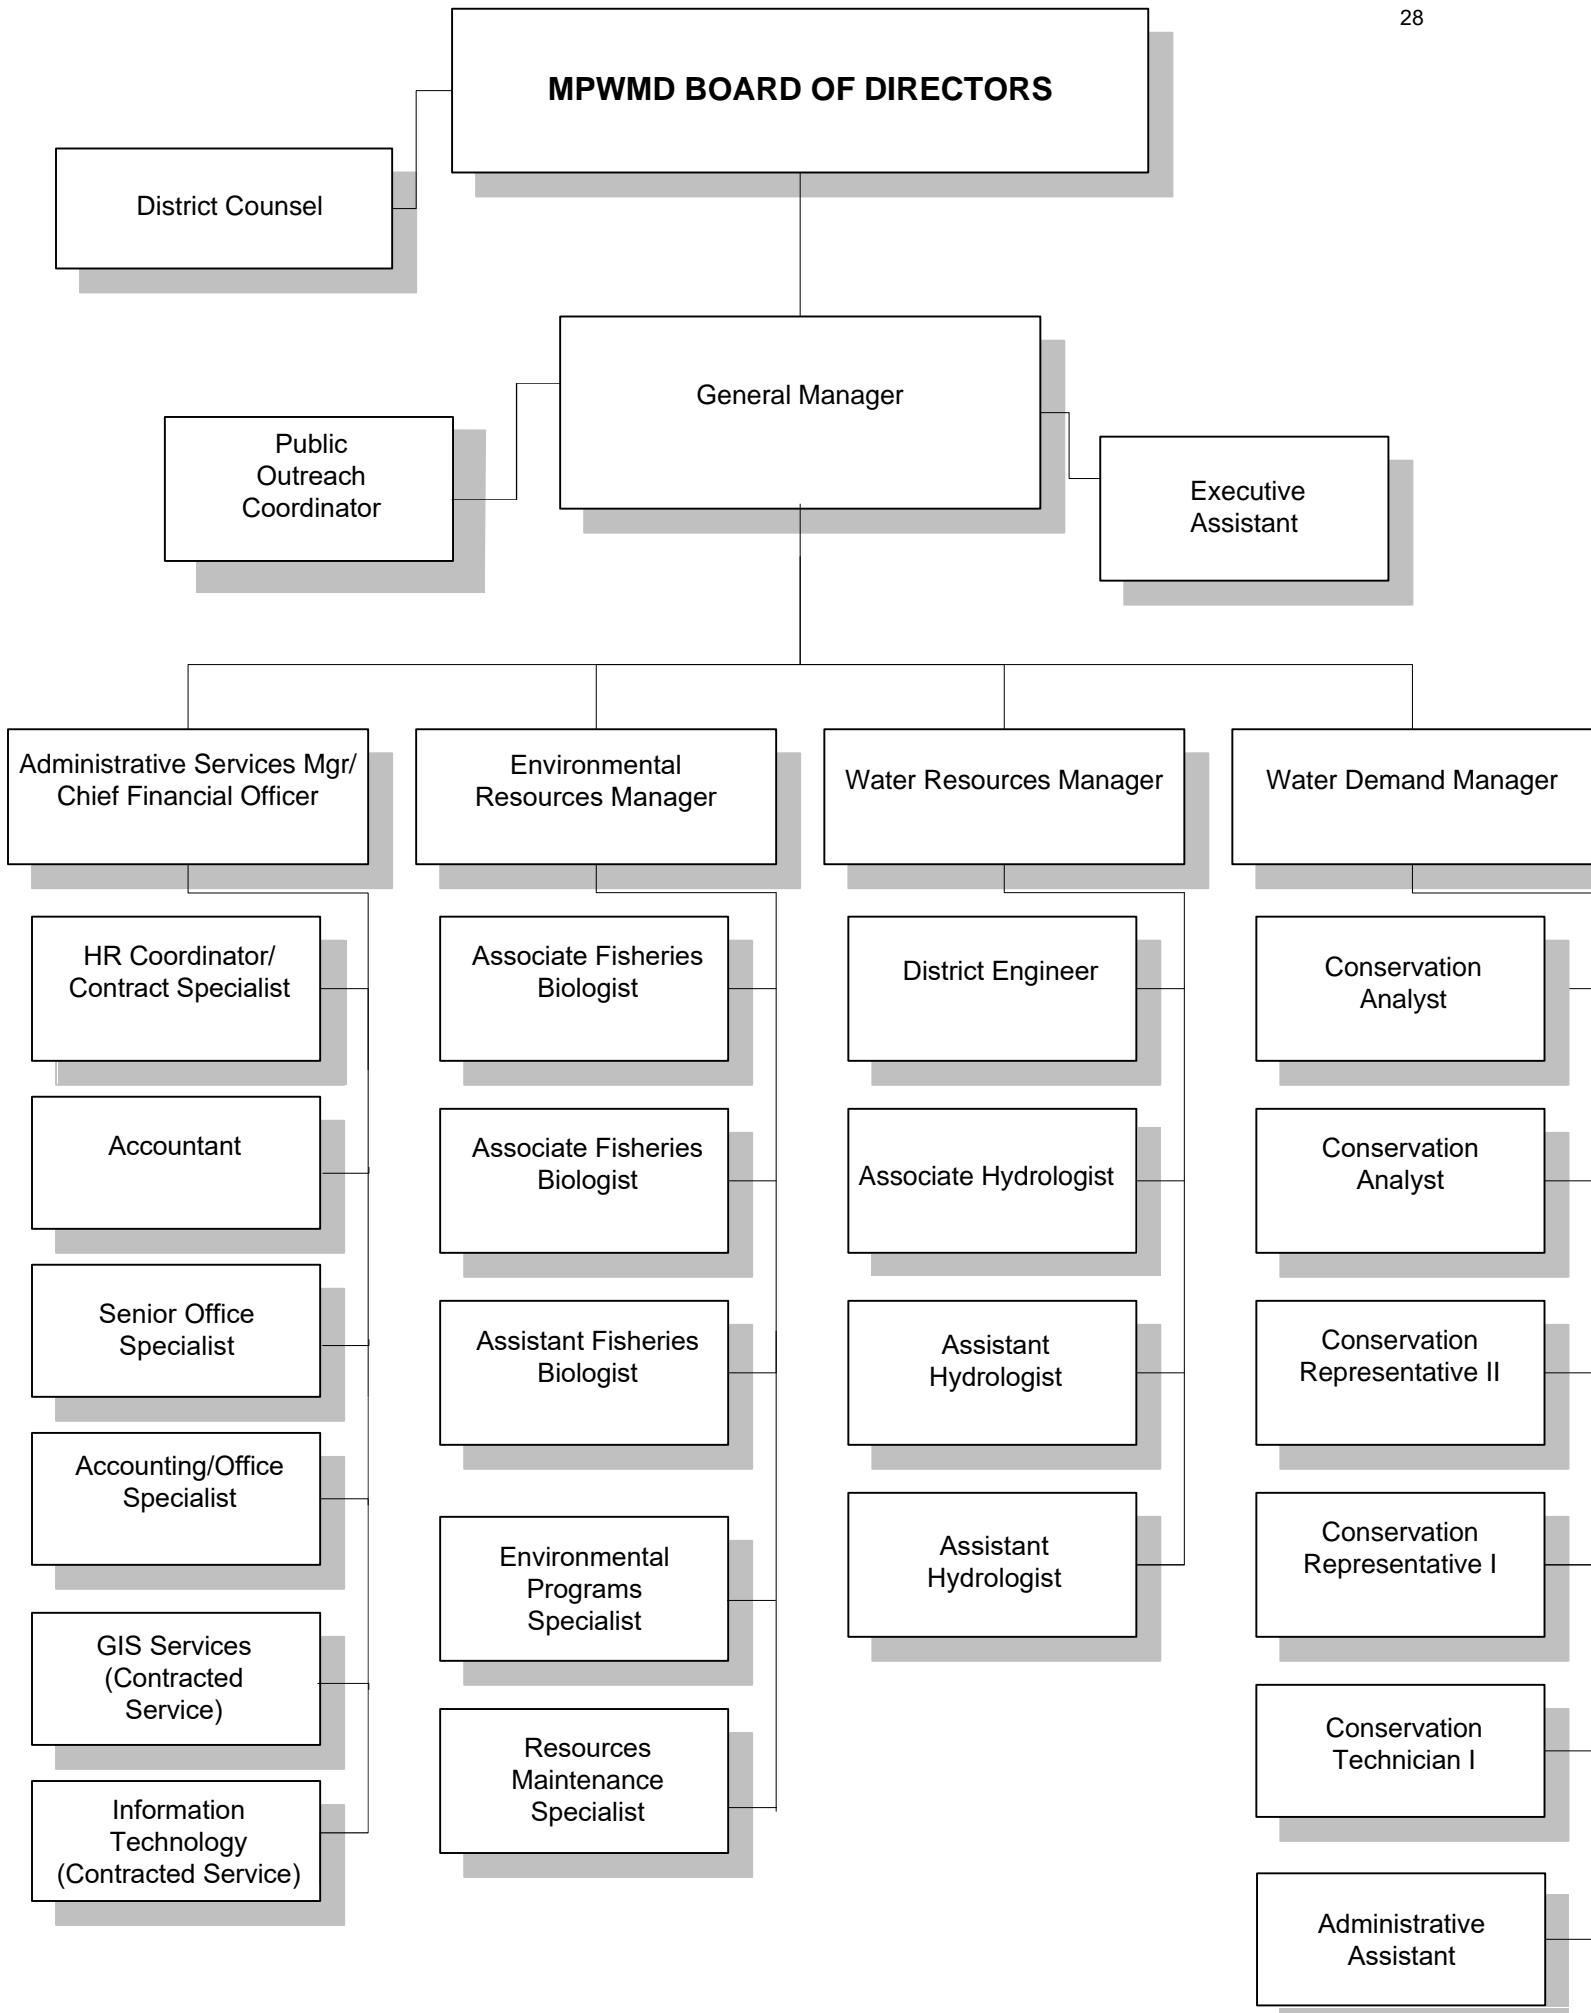 28
MPWMD BOARD OF DIRECTORS
District Counsel
General Manager
Public
Outreach
Coordinator
Executive
Assistant
Administrative Services Mgr/
Chief Financial Officer
Environmental
Resources Manager
Water Resources Manager
Water Demand Manager
HR Coordinator/
Contract Specialist
Accountant
Senior Office
Specialist
Accounting/Office
Specialist
GIS Services
(Contracted
Service)
Information
Technology
(Contracted Service)
Associate Fisheries
Biologist
Associate Fisheries
Biologist
Assistant Fisheries
Biologist
Environmental
Programs
Specialist
Resources
Maintenance
Specialist
District Engineer
Associate Hydrologist
Assistant
Hydrologist
Assistant
Hydrologist
Conservation
Analyst
Conservation
Analyst
Conservation
Representative II
Conservation
Representative I
Conservation
Technician I
Administrative
Assistant